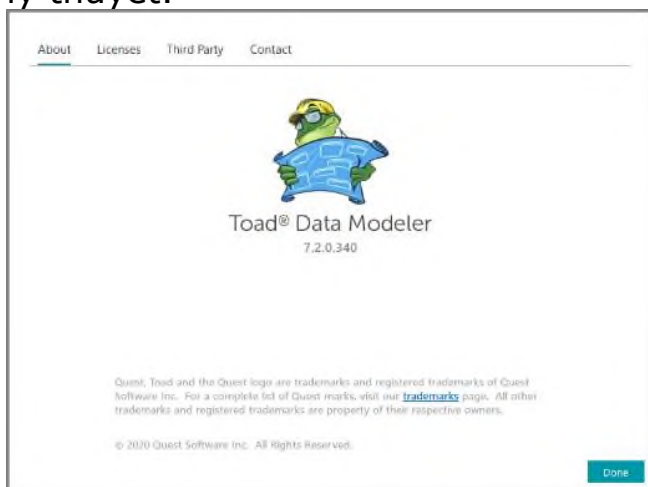 lý thuyết.
About Licenses Third Party Contact
Toad® Data Modeler
7.2.0.340
Quest, Toad and the Quest logo are trademarks and registered trademarks of Quest
Software Inc. For a complete list of Quest marks, visit our trademarks page. All other
trademarks and registered trademarks are property of their respective owners.
© 2020 Quest Software Inc. All Rights Reserved.
Done